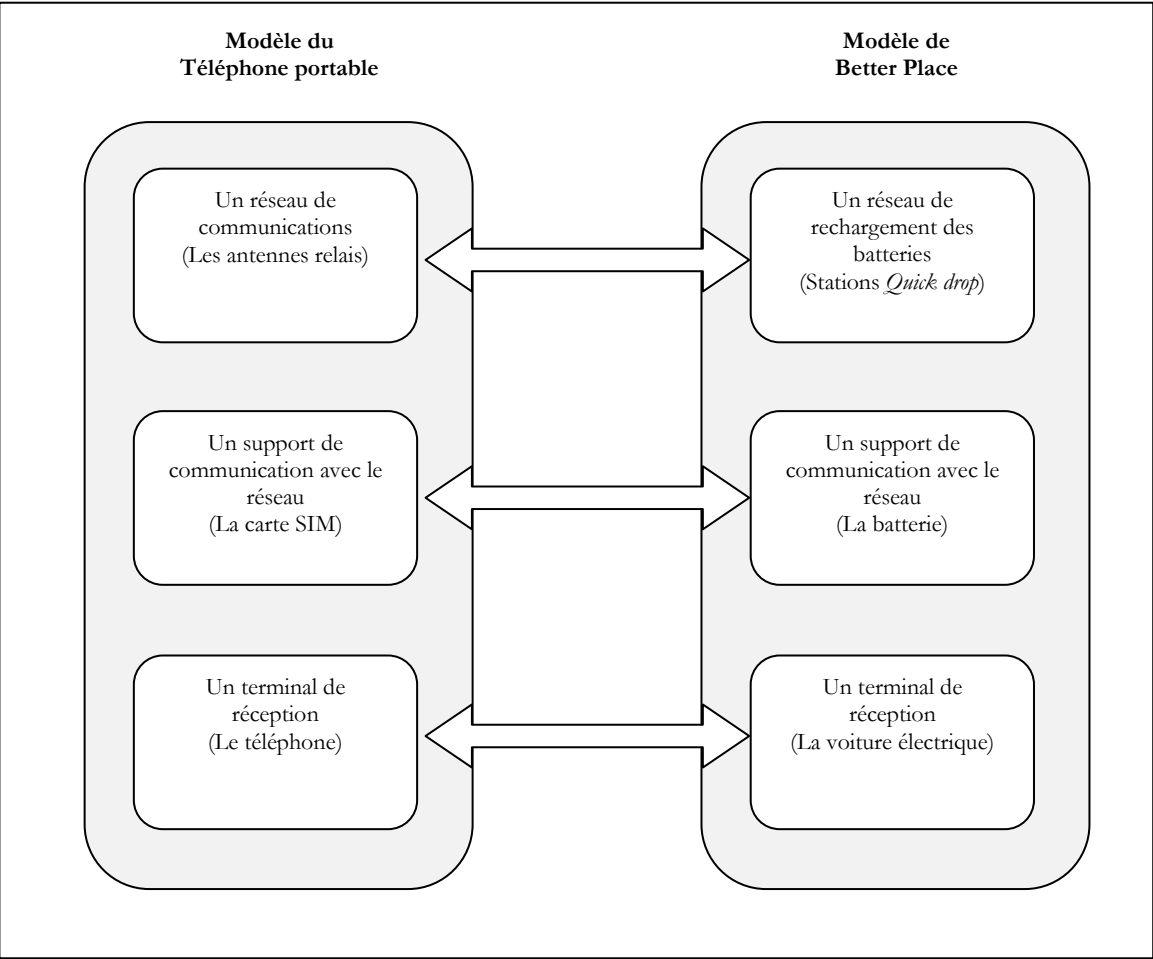 Modèle du
Téléphone portable
Modèle de
Better Place
Un réseau de
communications
(Les antennes relais)
Un réseau de
rechargement des
batteries
(Stations Quick drop)
Un support de
communication avec le
réseau
(La carte SIM)
Un support de
communication avec le
réseau
(La batterie)
Un terminal de
réception
(Le téléphone)
Un terminal de
réception
(La voiture électrique)